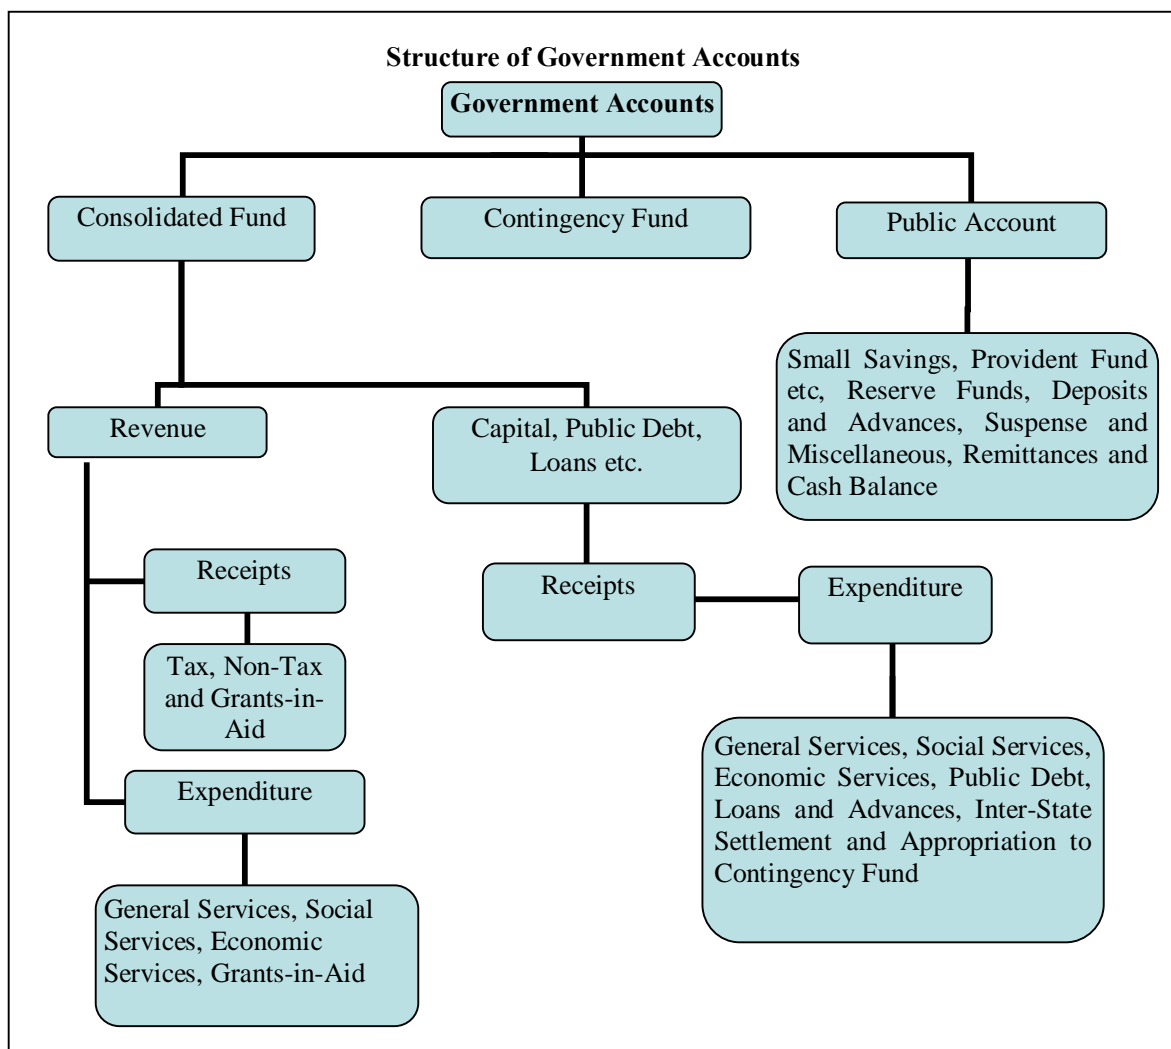 Structure of Government Accounts
Government Accounts
Consolidated Fund
Contingency Fund
Public Account
Small Savings, Provident Fund
etc, Reserve Funds, Deposits
and Advances, Suspense and
Miscellaneous, Remittances and
Cash Balance
Revenue
Capital, Public Debt,
Loans etc.
Receipts
Tax, Non-Tax
and Grants-in-
Aid
Expenditure
General Services, Social
Services, Economic
Services, Grants-in-Aid
Receipts
Expenditure
General Services, Social Services,
Economic Services, Public Debt,
Loans and Advances, Inter-State
Settlement and Appropriation to
Contingency Fund